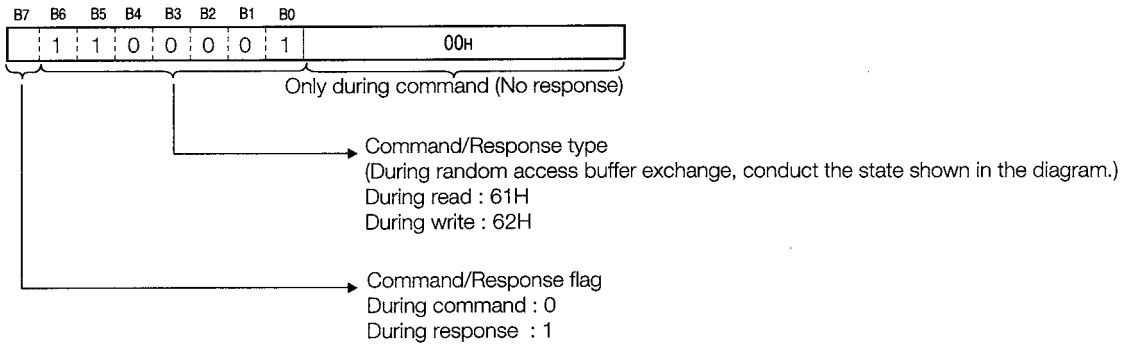 B7 B6 B5 B4 B3 B2 B1 B0
1 1 0 0 0 0 1 00H
Only during command (No response)
Command/Response type
(During random access buffer exchange, conduct the state shown in the diagram.)
During read : 61H
During write : 62H
Command/Response flag
During command : 0
During response : 1